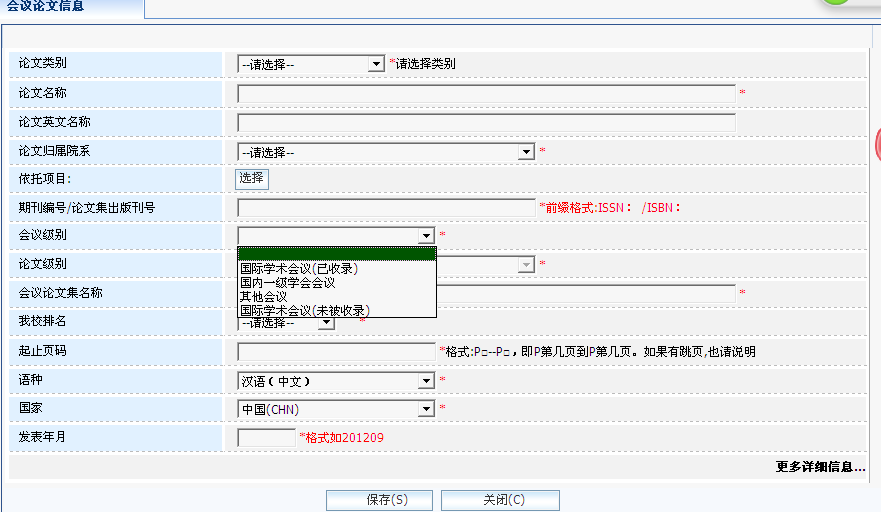 会议论文信息
论文类别 --请选择-- *请选择类别
论文名称 *
论文英文名称
论文归属院系 --请选择-- *
依托项目: 选择
期刊编号/论文集出版刊号 *前缀格式:ISSN： /ISBN：
会议级别 *
国际学术会议(已收录)
国内一级学会会议
其他会议
国际学术会议(未被收录)
论文级别 *
会议论文集名称 *
我校排名 --请选择-- *
起止页码 *格式:P□--P□，即P第几页到P第几页。如果有跳页,也请说明
语种 汉语（中文） *
国家 中国(CHN) *
发表年月 *格式如201209
更多详细信息...
保存(S) 关闭(C)